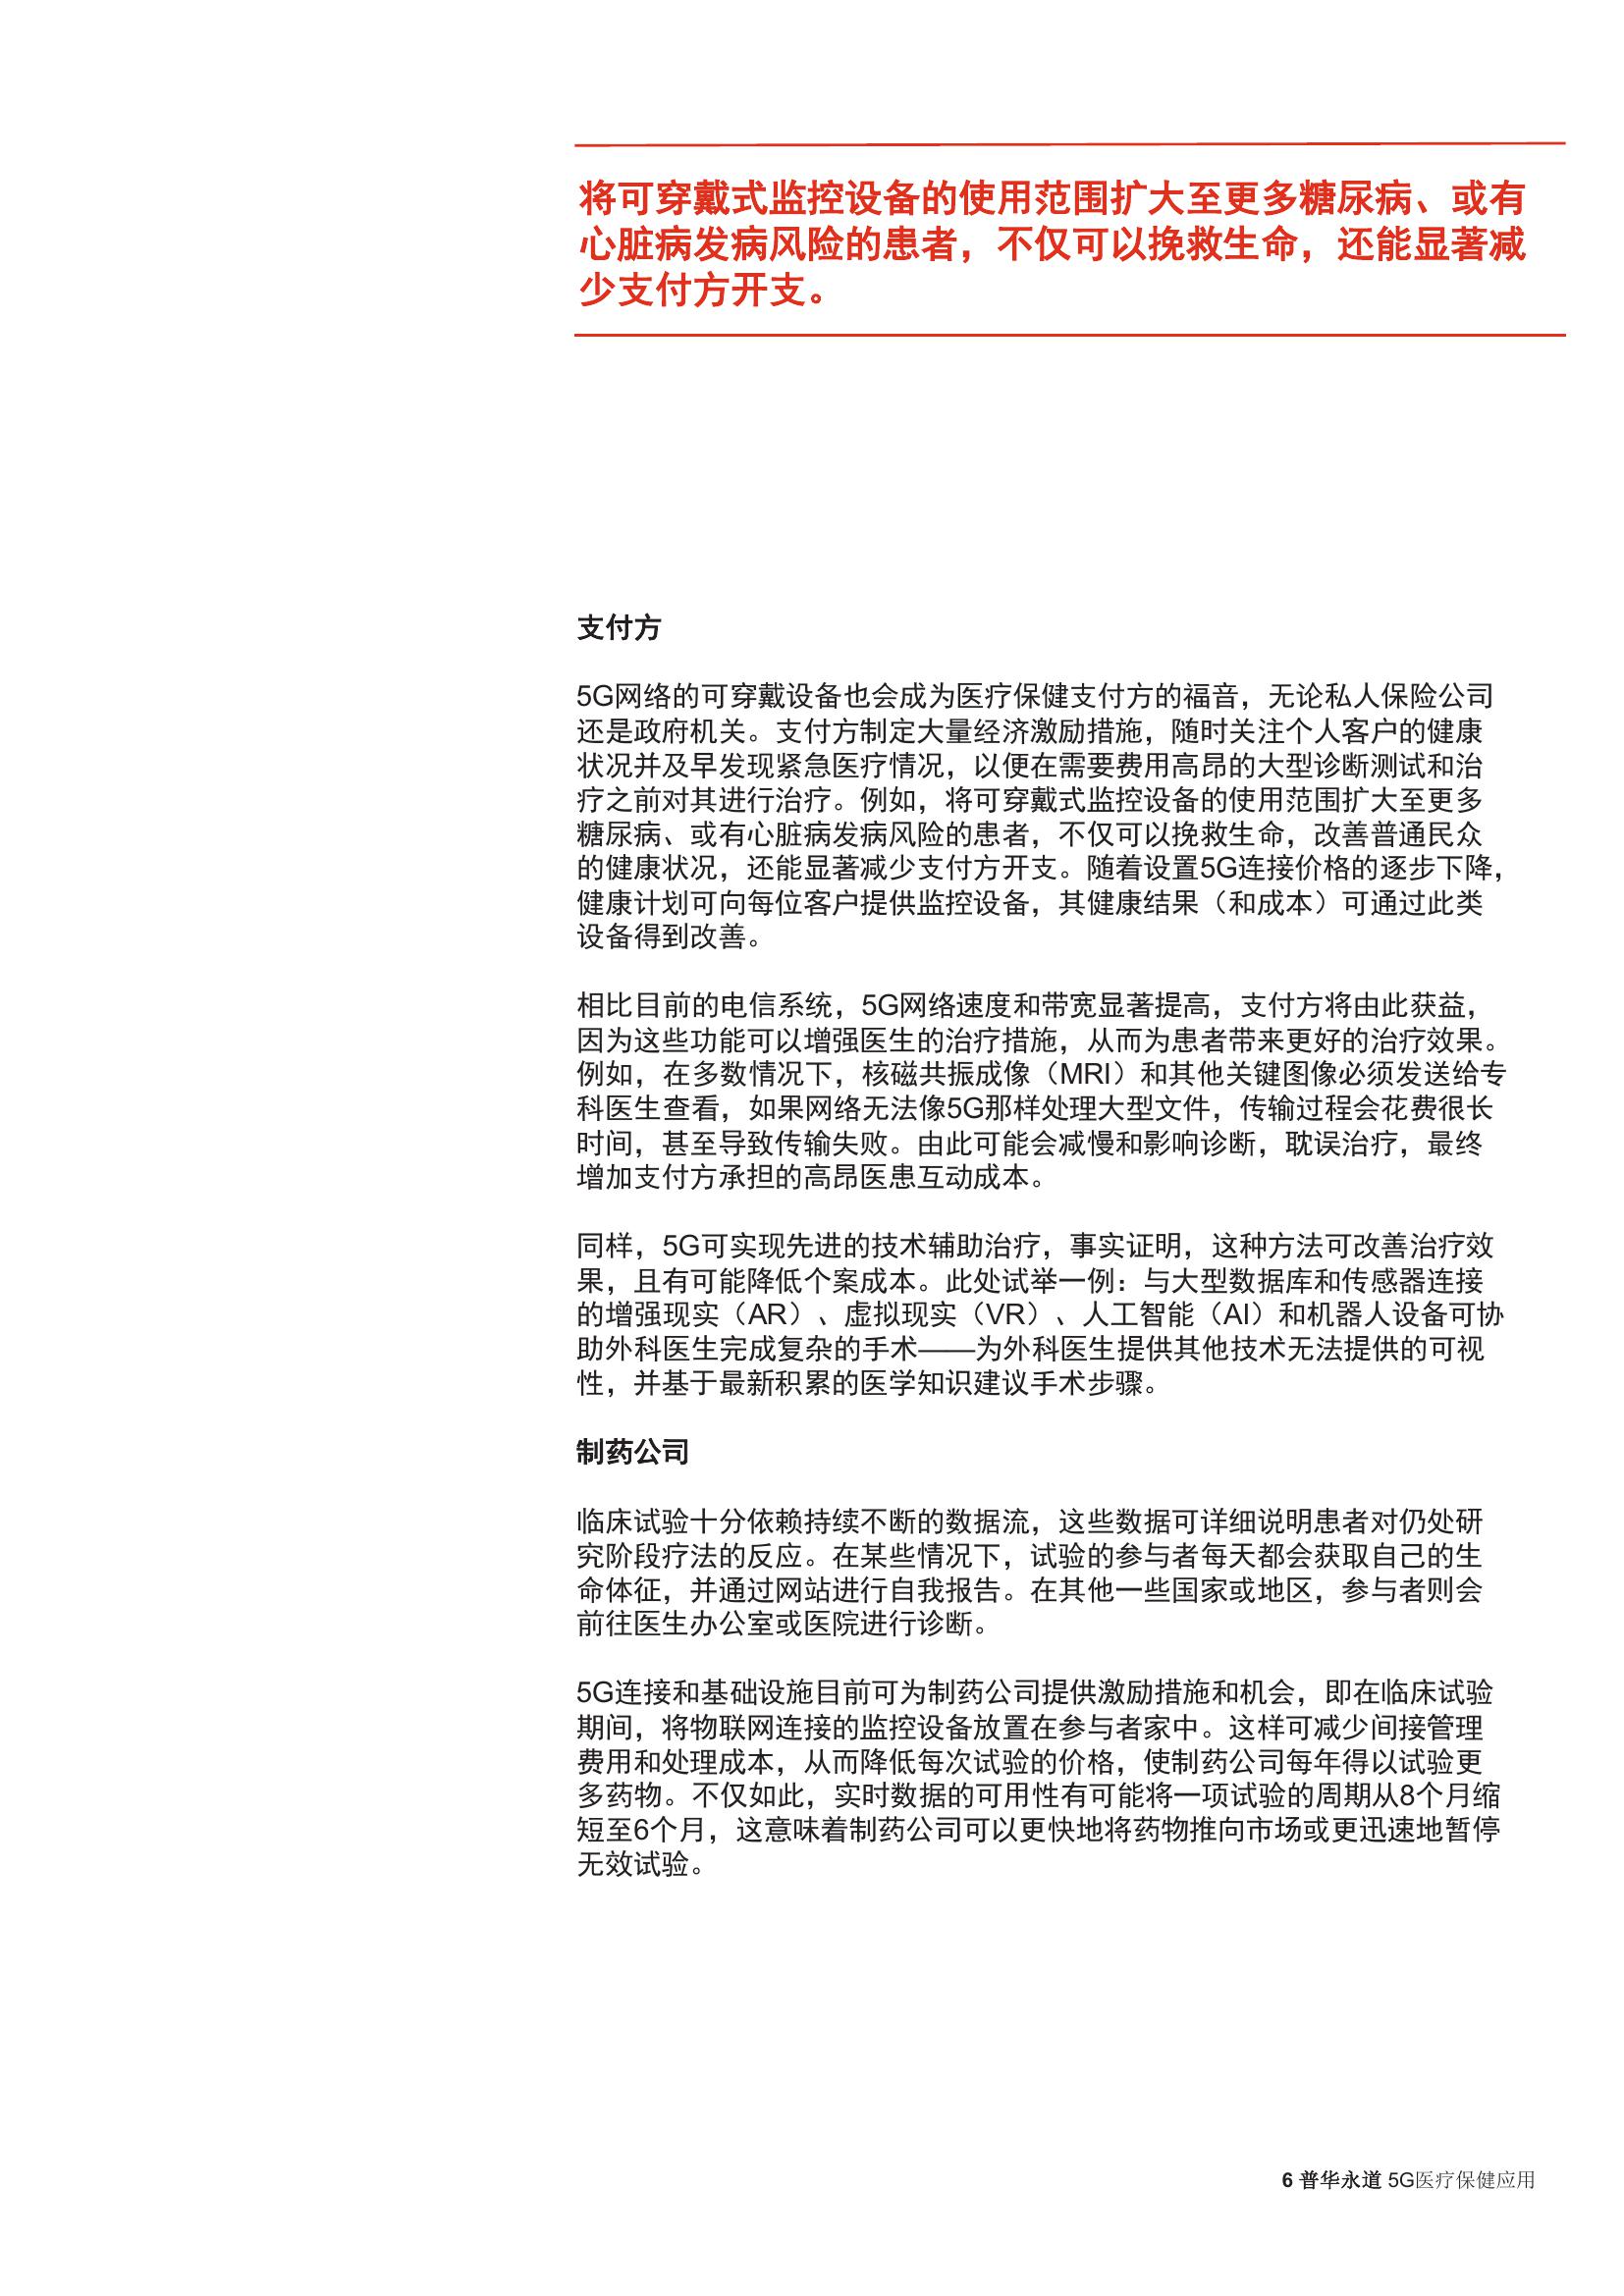 将可穿戴式监控设备的使用范围扩大至更多糖尿病、或有
心脏病发病风险的患者，不仅可以挽救生命，还能显著减
少支付方开支。
支付方
5G网络的可穿戴设备也会成为医疗保健支付方的福音，无论私人保险公司
还是政府机关。支付方制定大量经济激励措施，随时关注个人客户的健康
状况并及早发现紧急医疗情况，以便在需要费用高昂的大型诊断测试和治
疗之前对其进行治疗。例如，将可穿戴式监控设备的使用范围扩大至更多
糖尿病、或有心脏病发病风险的患者，不仅可以挽救生命，改善普通民众
的健康状况，还能显著减少支付方开支。随着设置5G连接价格的逐步下降，
健康计划可向每位客户提供监控设备，其健康结果（和成本）可通过此类
设备得到改善。
相比目前的电信系统，5G网络速度和带宽显著提高，支付方将由此获益，
因为这些功能可以增强医生的治疗措施，从而为患者带来更好的治疗效果。
例如，在多数情况下，核磁共振成像（MRI）和其他关键图像必须发送给专
科医生查看，如果网络无法像5G那样处理大型文件，传输过程会花费很长
时间，甚至导致传输失败。由此可能会减慢和影响诊断，耽误治疗，最终
增加支付方承担的高昂医患互动成本。
同样，5G可实现先进的技术辅助治疗，事实证明，这种方法可改善治疗效
果，且有可能降低个案成本。此处试举一例：与大型数据库和传感器连接
的增强现实（AR）、虚拟现实（VR）、人工智能（AI）和机器人设备可协
助外科医生完成复杂的手术——为外科医生提供其他技术无法提供的可视
性，并基于最新积累的医学知识建议手术步骤。
制药公司
临床试验十分依赖持续不断的数据流，这些数据可详细说明患者对仍处研
究阶段疗法的反应。在某些情况下，试验的参与者每天都会获取自己的生
命体征，并通过网站进行自我报告。在其他一些国家或地区，参与者则会
前往医生办公室或医院进行诊断。
5G连接和基础设施目前可为制药公司提供激励措施和机会，即在临床试验
期间，将物联网连接的监控设备放置在参与者家中。这样可减少间接管理
费用和处理成本，从而降低每次试验的价格，使制药公司每年得以试验更
多药物。不仅如此，实时数据的可用性有可能将一项试验的周期从8个月缩
短至6个月，这意味着制药公司可以更快地将药物推向市场或更迅速地暂停
无效试验。
6 普华永道 5G医疗保健应用